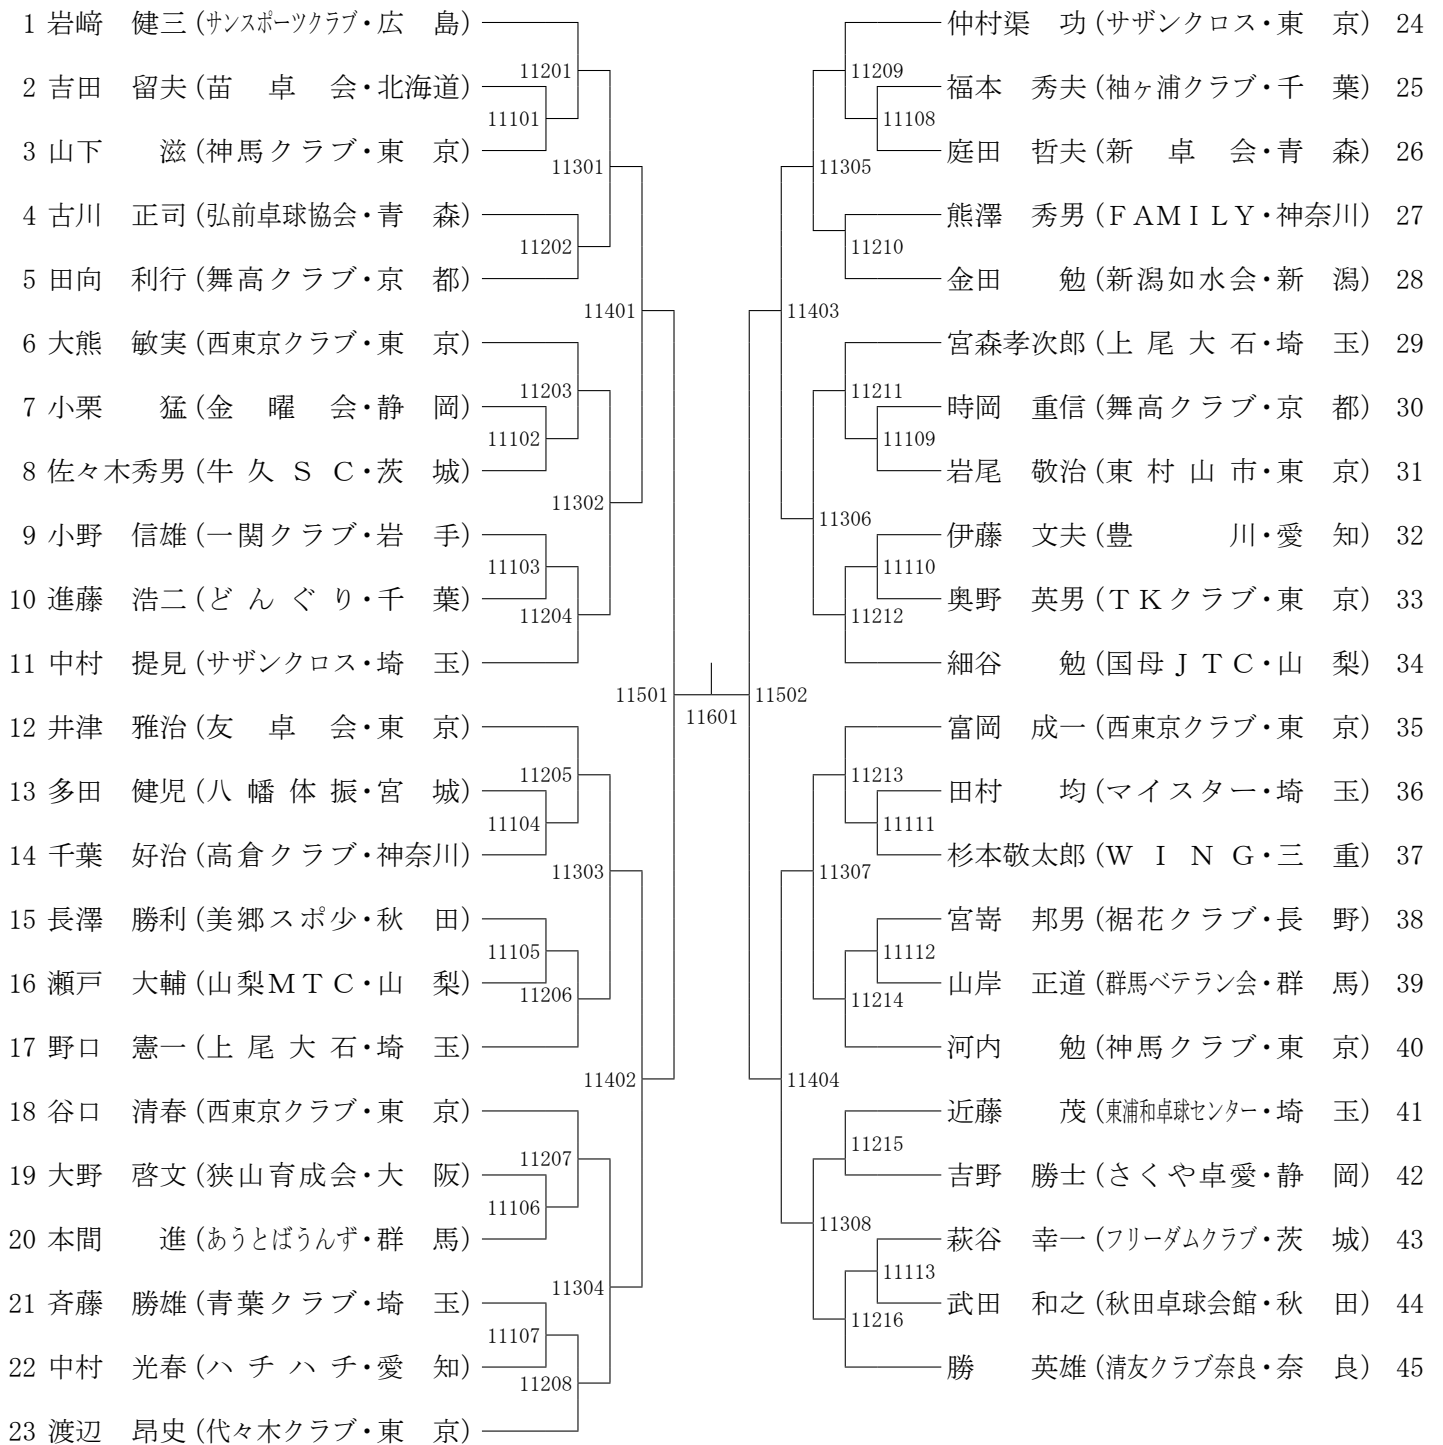 1 岩﨑 健三 (サンスポーツクラブ・広 島)
11201
2 吉田 留夫 (苗 卓 会・北海道)
11101
3 山下 滋 (神馬クラブ・東 京)
11301
4 古川 正司 (弘前卓球協会・青 森)
11202
5 田向 利行 (舞高クラブ・京 都)
11401
6 大熊 敏実 (西東京クラブ・東 京)
11203
7 小栗 猛 (金 曜 会・静 岡)
11102
8 佐々木秀男 (牛久SC・茨 城)
11302
9 小野 信雄 (一関クラブ・岩 手)
11103
10 進藤 浩二 (どんぐり・千 葉)
11204
11 中村 提見 (サザンクロス・埼 玉)
11501
12 井津 雅治 (友 卓 会・東 京)
11205
13 多田 健児 (八幡体振・宮 城)
11104
14 千葉 好治 (高倉クラブ・神奈川)
11303
15 長澤 勝利 (美郷スポ少・秋 田)
11105
16 瀬戸 大輔 (山梨MTC・山 梨)
11206
17 野口 憲一 (上尾大石・埼 玉)
11402
18 谷口 清春 (西東京クラブ・東 京)
11207
19 大野 啓文 (狭山育成会・大 阪)
11106
20 本間 進 (あうとばうんず・群 馬)
11304
21 斉藤 勝雄 (青葉クラブ・埼 玉)
11107
22 中村 光春 (ハチハチ・愛 知)
11208
23 渡辺 昂史 (代々木クラブ・東 京)
11601
仲村渠 功 (サザンクロス・東 京) 24
11209
福本 秀夫 (袖ヶ浦クラブ・千 葉) 25
11108
庭田 哲夫 (新 卓 会・青 森) 26
11305
熊澤 秀男 (FAMILY・神奈川) 27
11210
金田 勉 (新潟如水会・新 潟) 28
11403
宮森孝次郎 (上尾大石・埼 玉) 29
11211
時岡 重信 (舞高クラブ・京 都) 30
11109
岩尾 敬治 (東村山市・東 京) 31
11306
伊藤 文夫 (豊 川・愛 知) 32
11110
奥野 英男 (TKクラブ・東 京) 33
11212
細谷 勉 (国母JTC・山 梨) 34
11502
富岡 成一 (西東京クラブ・東 京) 35
11213
田村 均 (マイスター・埼 玉) 36
11111
杉本敬太郎 (WING・三 重) 37
11307
宮嵜 邦男 (裾花クラブ・長 野) 38
11112
山岸 正道 (群馬ベテラン会・群 馬) 39
11214
河内 勉 (神馬クラブ・東 京) 40
11404
近藤 茂 (東浦和卓球センター・埼 玉) 41
11215
吉野 勝士 (さくや卓愛・静 岡) 42
11308
萩谷 幸一 (フリーダムクラブ・茨 城) 43
11113
武田 和之 (秋田卓球会館・秋 田) 44
11216
勝 英雄 (清友クラブ奈良・奈 良) 45